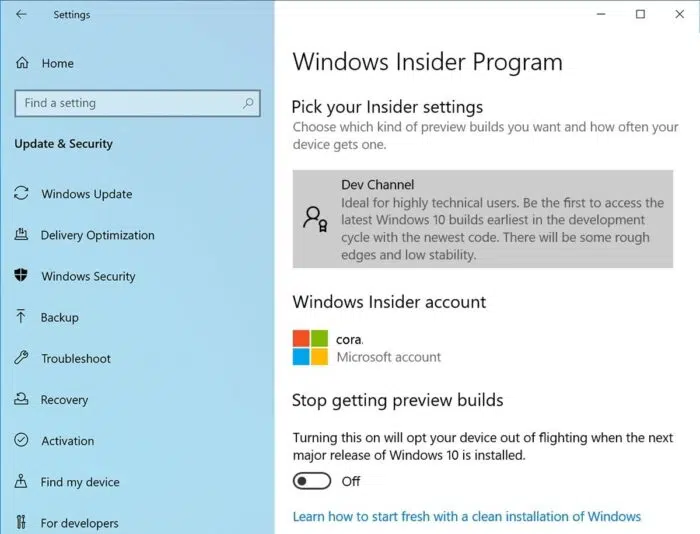 Settings
Home
Find a setting
Update & Security
Windows Update
Delivery Optimization
Windows Security
Backup
Troubleshoot
Recovery
Activation
Find my device
For developers
Windows Insider Program
Pick your Insider settings
Choose which kind of preview builds you want and how often your
device gets one.
Dev Channel
Ideal for highly technical users. Be the first to access the
latest Windows 10 builds earliest in the development
cycle with the newest code. There will be some rough
edges and low stability.
Windows Insider account
cora.
Microsoft account
Stop getting preview builds
Turning this on will opt your device out of flighting when the next
major release of Windows 10 is installed.
Off
Learn how to start fresh with a clean installation of Windows